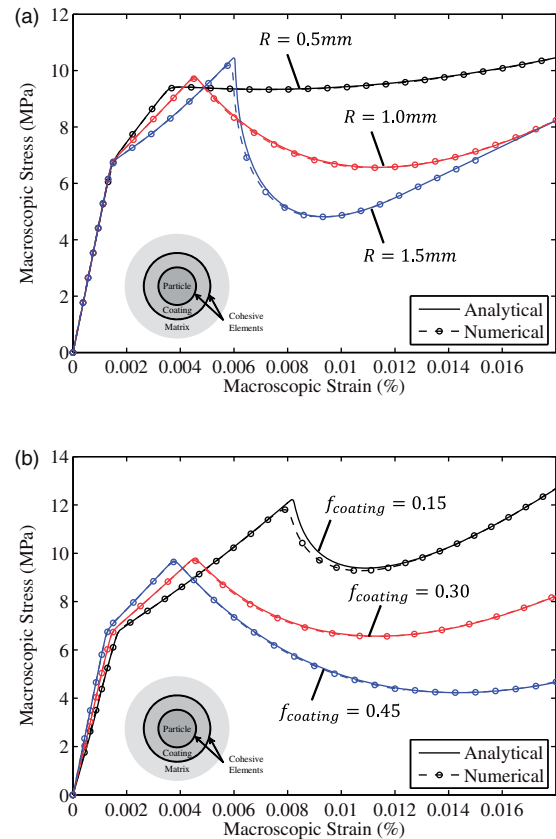 (a)
12
10
8
6
4
2
0
Macroscopic Stress (MPa)
R = 0.5mm
R = 1.0mm
R = 1.5mm
Particle
Coating
Matrix
Cohesive
Elements
Analytical
Numerical
0 0.002 0.004 0.006 0.008 0.01 0.012 0.014 0.016
Macroscopic Strain (%)
(b)
14
12
10
8
6
4
2
0
Macroscopic Stress (MPa)
fcoating = 0.15
fcoating = 0.30
fcoating = 0.45
Particle
Coating
Matrix
Cohesive
Elements
Analytical
Numerical
0 0.002 0.004 0.006 0.008 0.01 0.012 0.014 0.016
Macroscopic Strain (%)